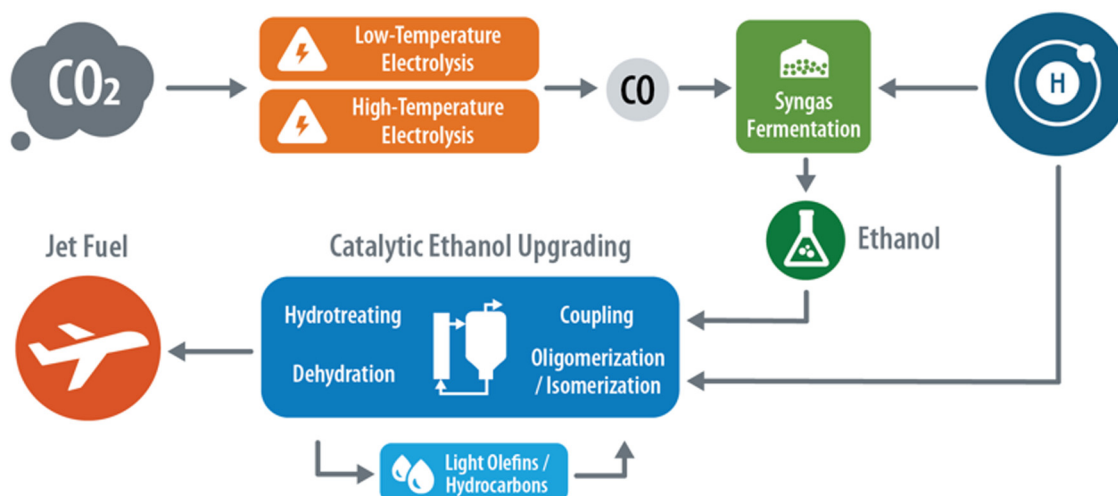 CO₂
Low-Temperature
Electrolysis
High-Temperature
Electrolysis
CO
Syngas
Fermentation
H
Ethanol
Jet Fuel
Catalytic Ethanol Upgrading
Hydrotreating
Dehydration
Coupling
Oligomerization
/ Isomerization
Light Olefins /
Hydrocarbons